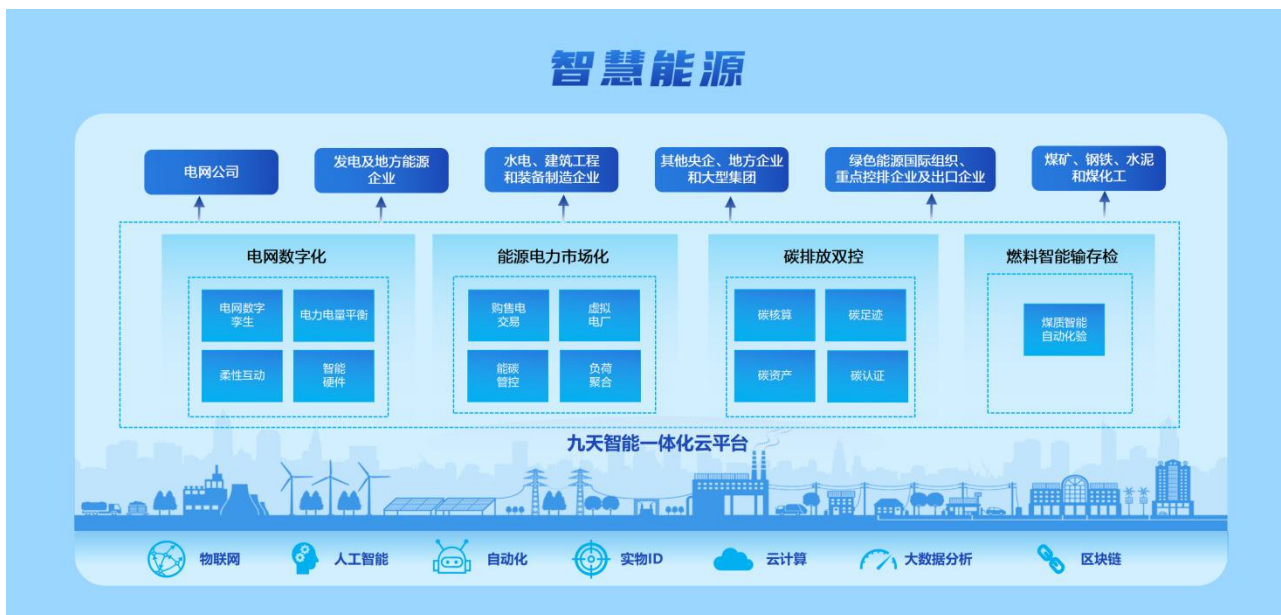 智慧能源
电网公司
发电及地方能源
企业
水电、建筑工程
和装备制造企业
其他央企、地方企业
和大型集团
绿色能源国际组织、
重点控排企业及出口企业
煤矿、钢铁、水泥
和煤化工
电网数字化
能源电力市场化
碳排放双控
燃料智能输存检
电网数字
孪生
电力电量平衡
柔性互动
智能
硬件
购售电
交易
虚拟
电厂
能碳
管控
负荷
聚合
碳核算
碳足迹
碳资产
碳认证
煤质智能
自动化验
九天智能一体化云平台
物联网
人工智能
自动化
实物ID
云计算
大数据分析
区块链